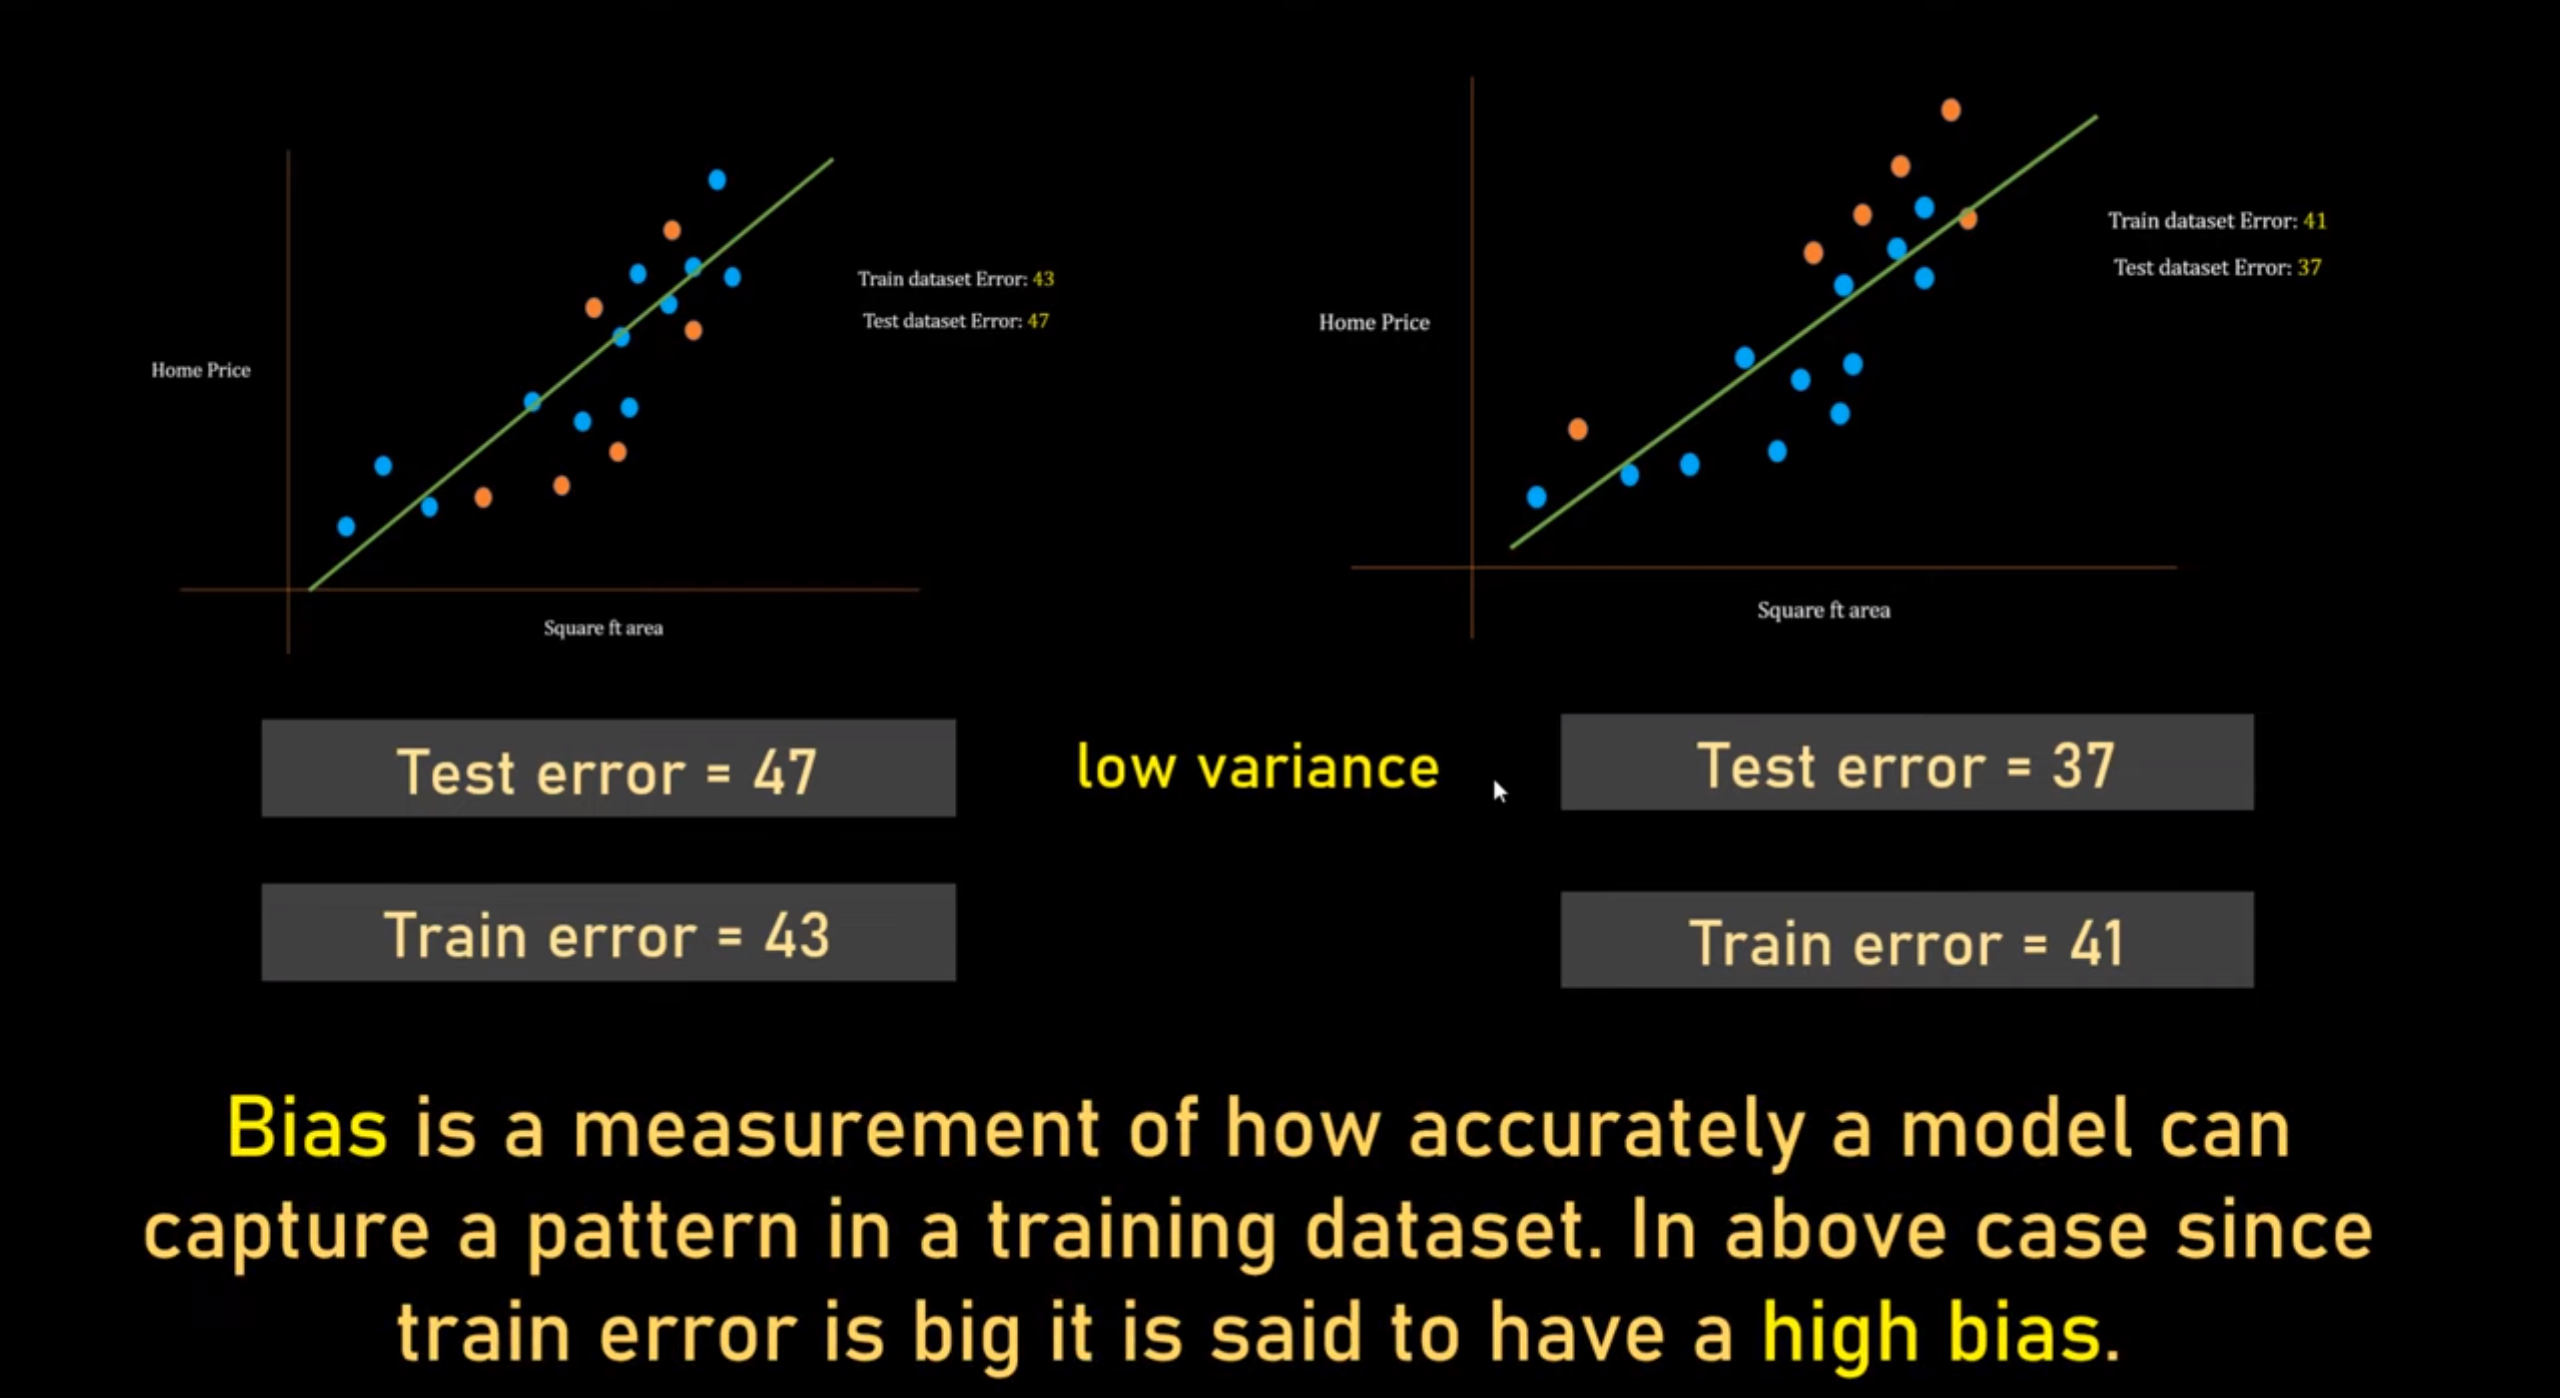 Home Price
Train dataset Error: 43
Test dataset Error: 47
Square ft area
Home Price
Train dataset Error: 41
Test dataset Error: 37
Square ft area
Test error = 47
low variance
Test error = 37
Train error = 43
Train error = 41
Bias is a measurement of how accurately a model can
capture a pattern in a training dataset. In above case since
train error is big it is said to have a high bias.